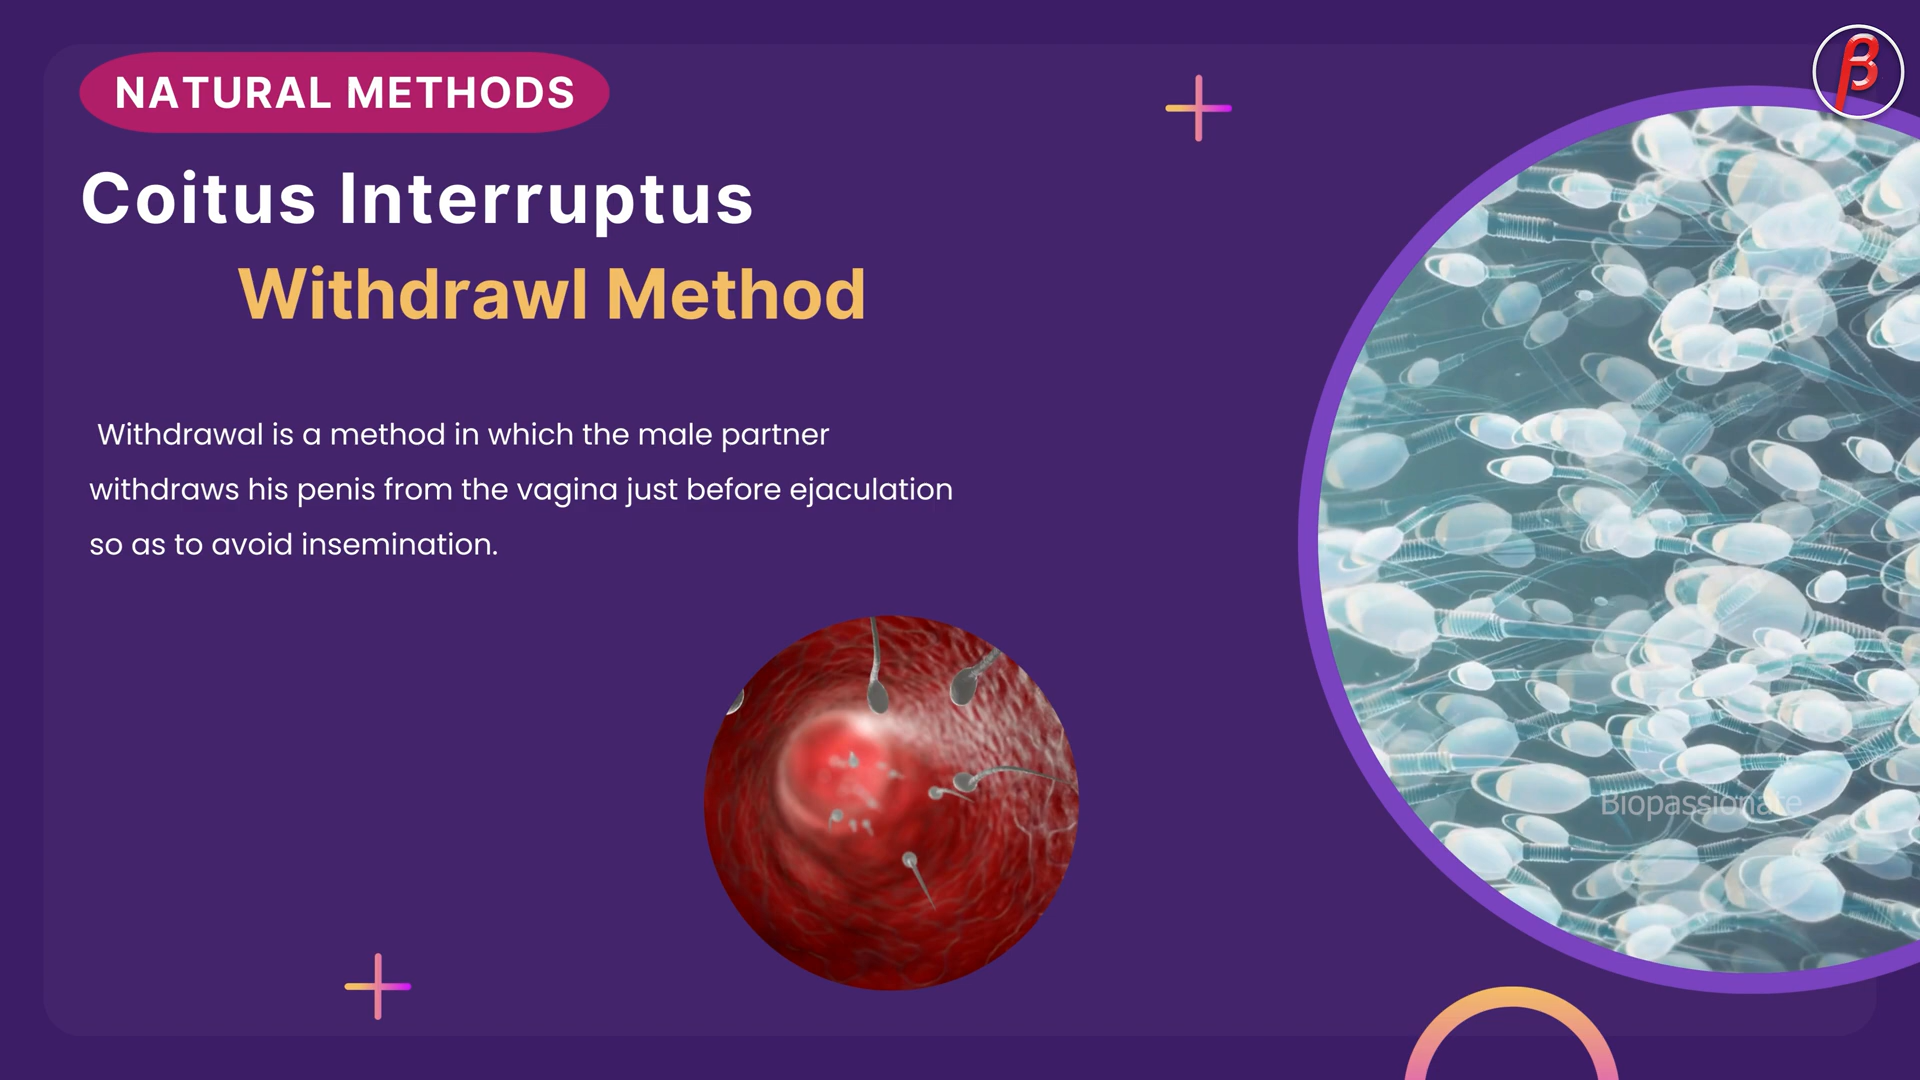 NATURAL METHODS
Coitus Interruptus
Withdrawl Method
Withdrawal is a method in which the male partner
withdraws his penis from the vagina just before ejaculation
so as to avoid insemination.
β
Biopassionate